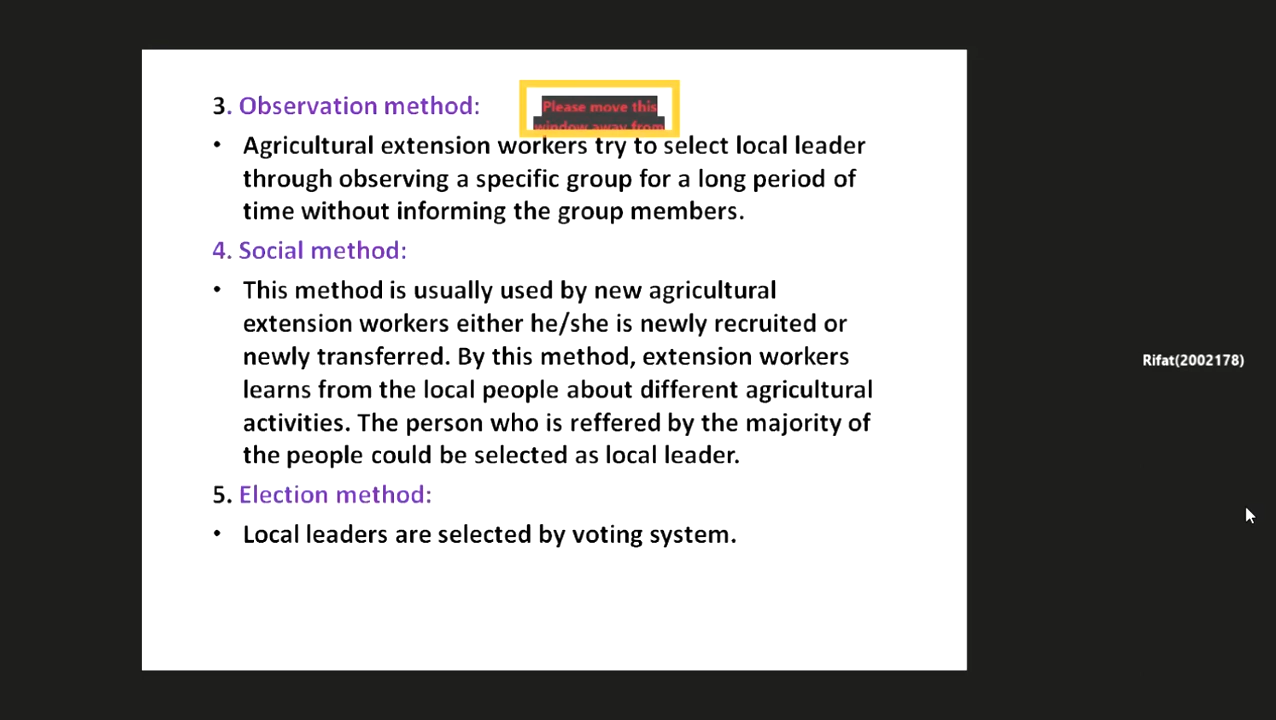 3. Observation method:
Please move this
window away from
• Agricultural extension workers try to select local leader
through observing a specific group for a long period of
time without informing the group members.
4. Social method:
• This method is usually used by new agricultural
extension workers either he/she is newly recruited or
newly transferred. By this method, extension workers
learns from the local people about different agricultural
activities. The person who is reffered by the majority of
the people could be selected as local leader.
5. Election method:
• Local leaders are selected by voting system.
Rifat(2002178)